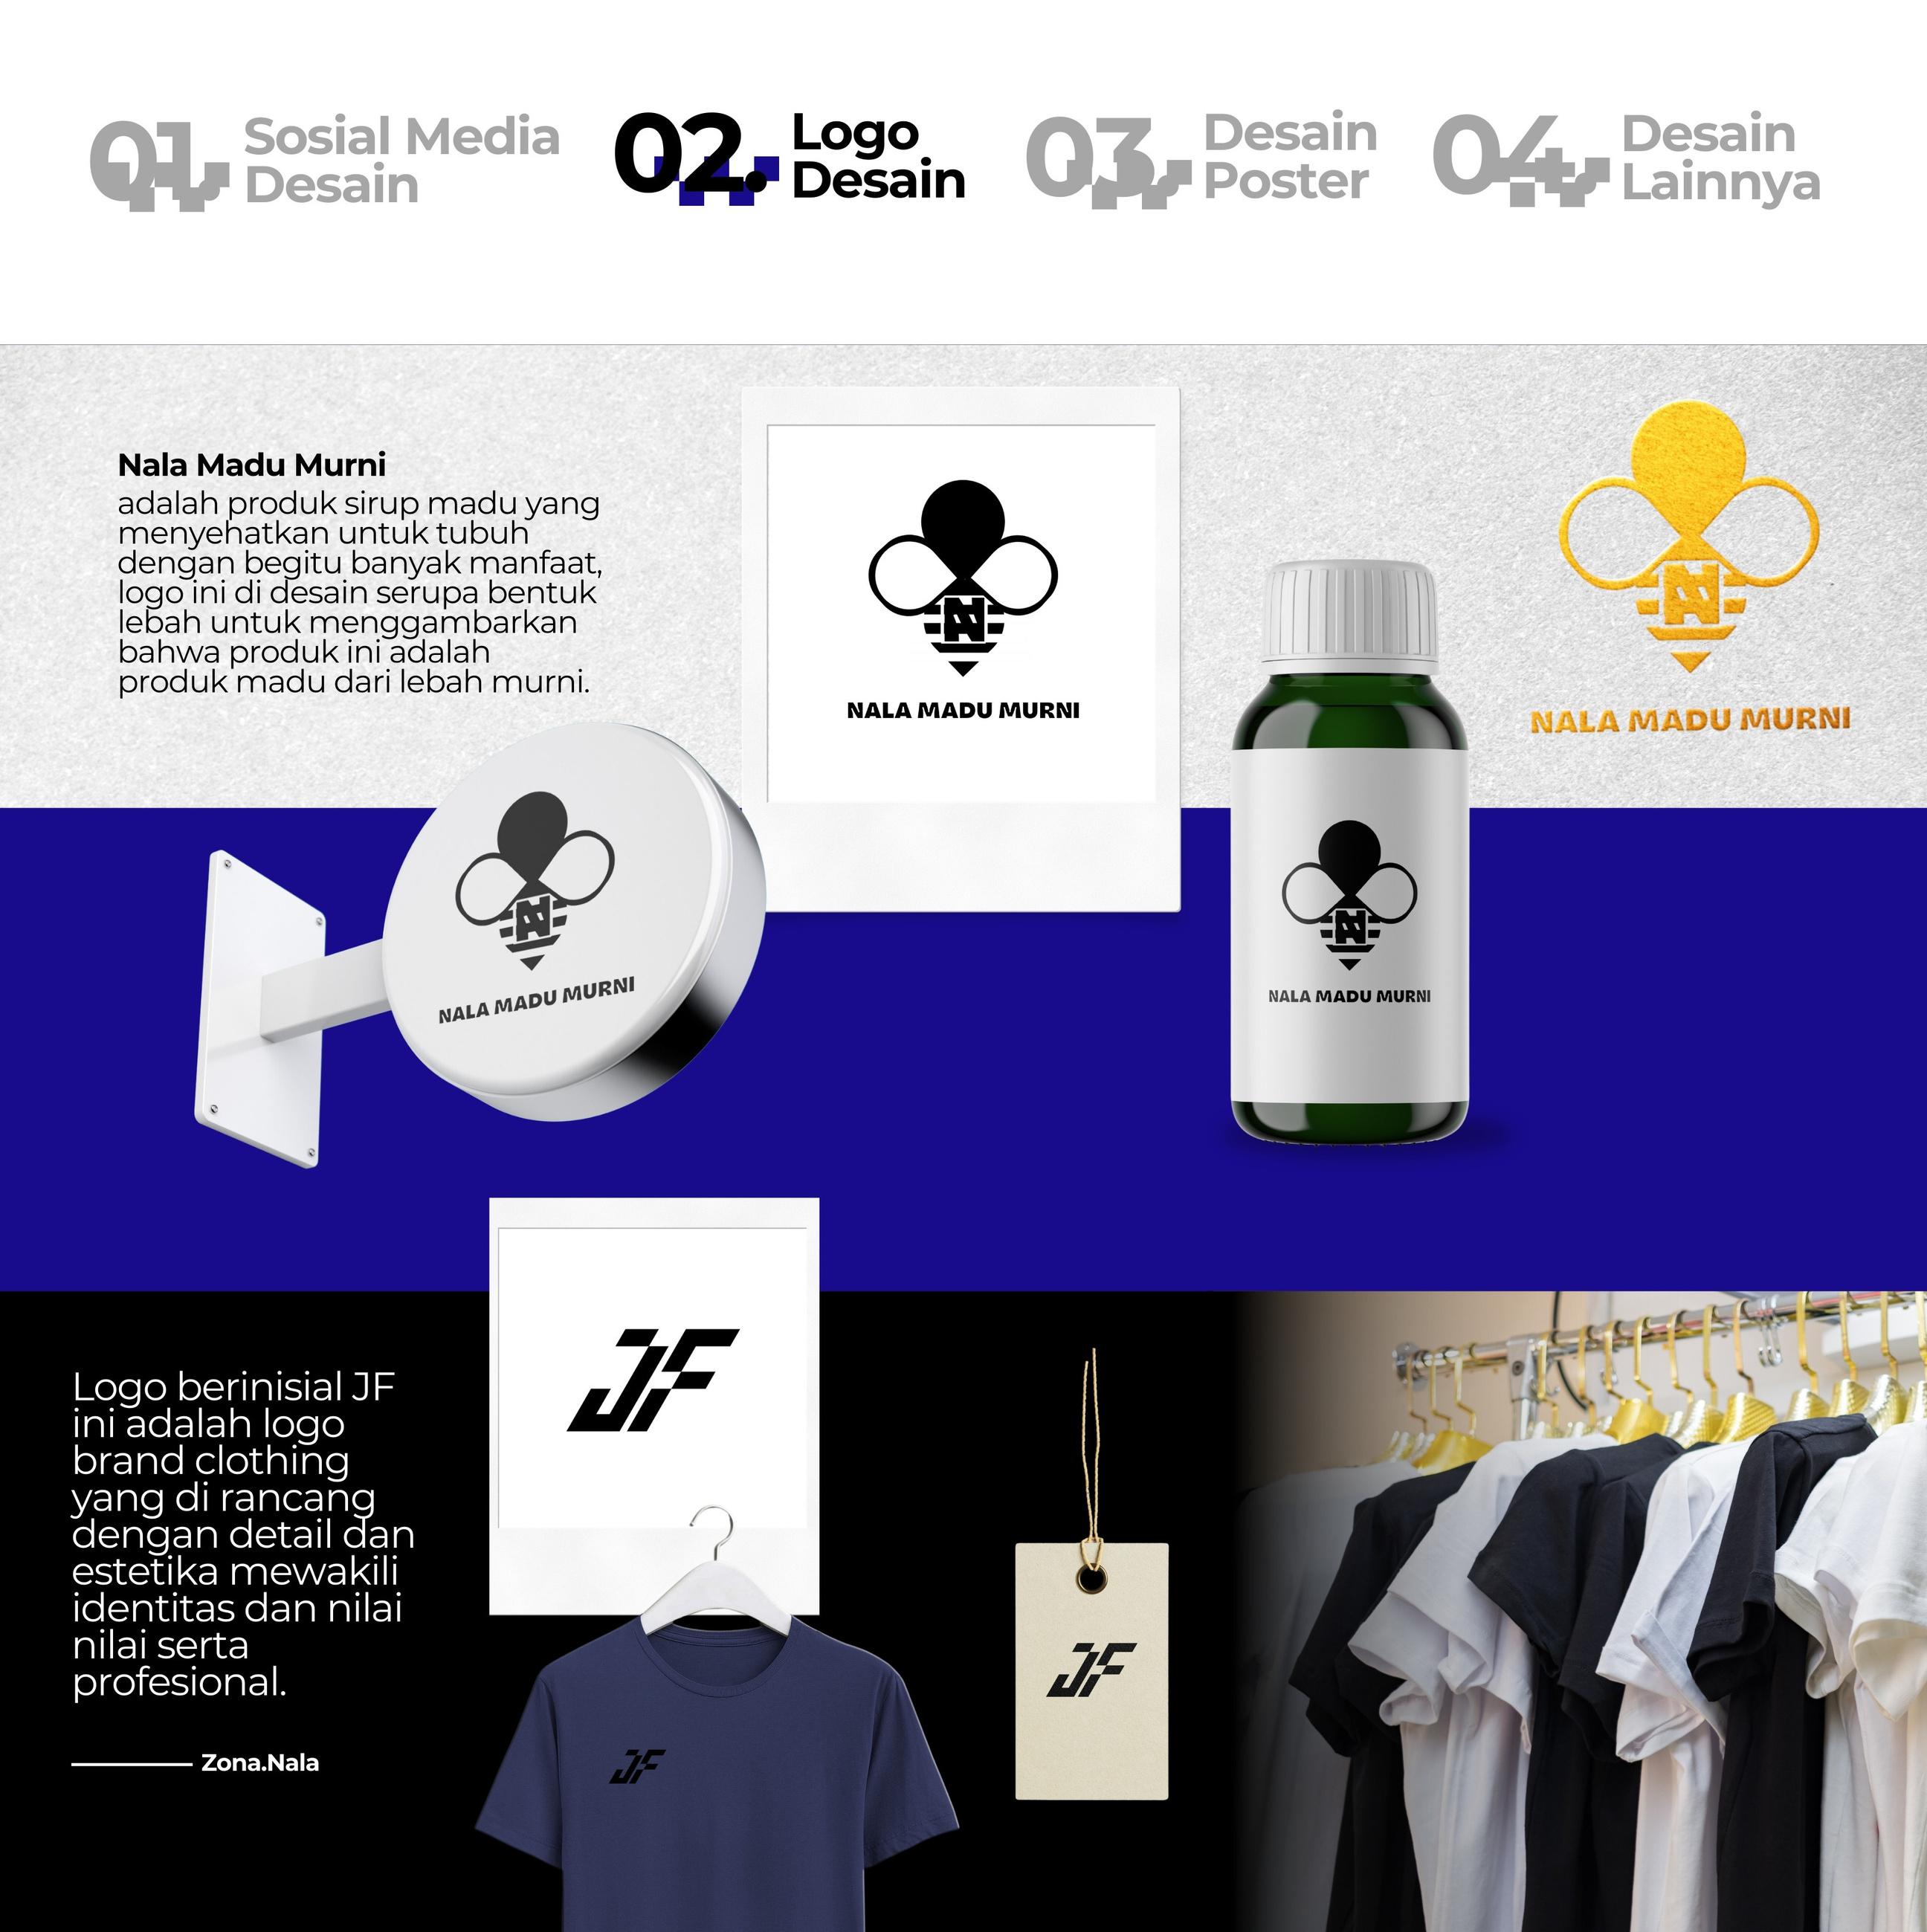 01.
Sosial Media
Desain
02.
Logo
Desain
03.
Desain
Poster
04.
Desain
Lainnya
Nala Madu Murni
adalah produk sirup madu yang
menyehatkan untuk tubuh
dengan begitu banyak manfaat,
logo ini di desain serupa bentuk
lebah untuk menggambarkan
bahwa produk ini adalah
produk madu dari lebah murni.
N
NALA MADU MURNI
N
NALA MADU MURNI
N
NALA MADU MURNI
N
NALA MADU MURNI
Logo berinisial JF
ini adalah logo
brand clothing
yang di rancang
dengan detail dan
estetika mewakili
identitas dan nilai
nilai serta
profesional.
Zona.Nala
JF
JF
JF